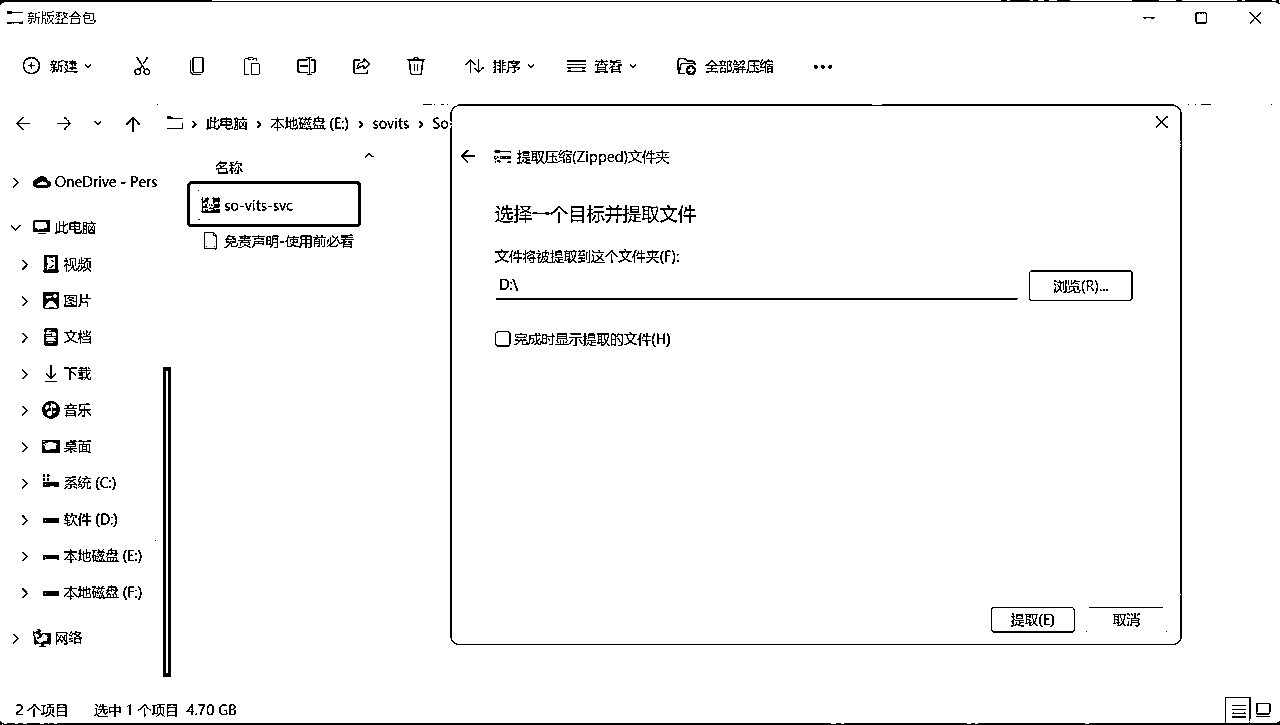 新版整合包
新建
排序
查看
全部解压缩
此电脑 › 本地磁盘 (E:) › sovits › So
名称
so-vits-svc
免责声明-使用前必看
OneDrive - Pers
此电脑
视频
图片
文档
下载
音乐
桌面
系统 (C:)
软件 (D:)
本地磁盘 (E:)
本地磁盘 (F:)
网络
提取压缩(Zipped)文件夹
选择一个目标并提取文件
文件将被提取到这个文件夹(F):
D:\
浏览(R)...
完成时显示提取的文件(H)
提取(E)
取消
2 个项目
选中 1 个项目 4.70 GB